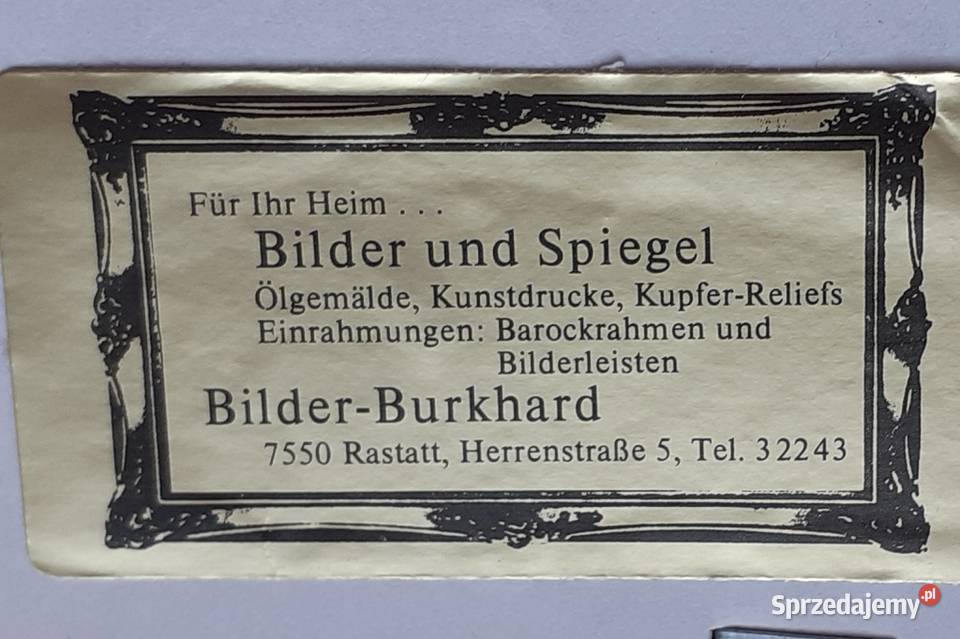 Für Ihr Heim . . .
Bilder und Spiegel
Ölgemälde, Kunstdrucke, Kupfer-Reliefs
Einrahmungen: Barockrahmen und
Bilderleisten
Bilder-Burkhard
7550 Rastatt, Herrenstraße 5, Tel. 32243
Sprzedajemy.pl